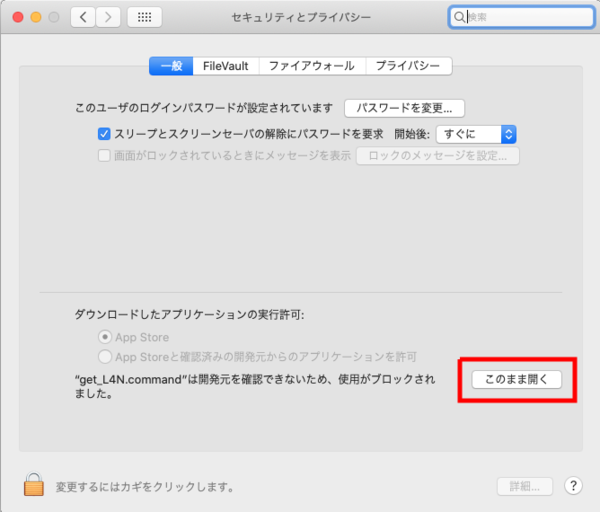 セキュリティとプライバシー
検索
一般 FileVault ファイアウォール プライバシー
このユーザのログインパスワードが設定されています パスワードを変更...
スリープとスクリーンセーバの解除にパスワードを要求 開始後: すぐに
画面がロックされているときにメッセージを表示 ロックのメッセージを設定...
ダウンロードしたアプリケーションの実行許可:
App Store
App Storeと確認済みの開発元からのアプリケーションを許可
“get_L4N.command”は開発元を確認できないため、使用がブロックされ
ました。
このまま開く
変更するにはカギをクリックします。
詳細... ?